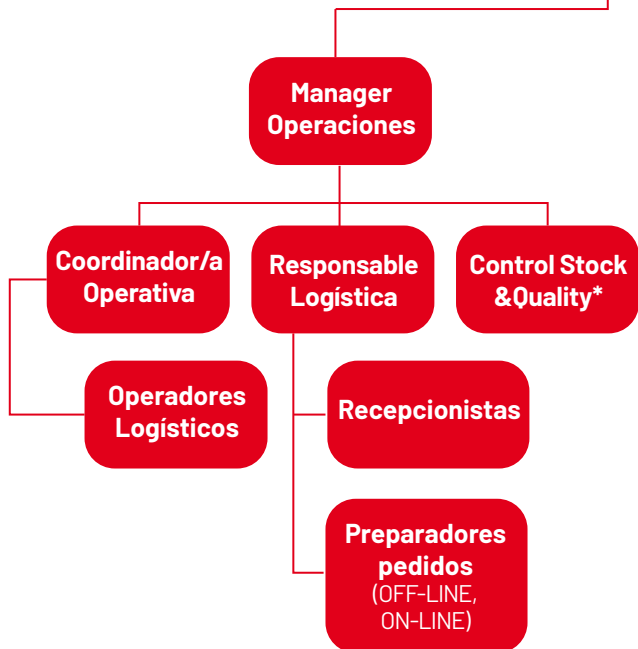 Manager
Operaciones
Coordinador/a
Operativa
Responsable
Logística
Control Stock
&Quality*
Operadores
Logísticos
Recepcionistas
Preparadores
pedidos
(OFF-LINE,
ON-LINE)